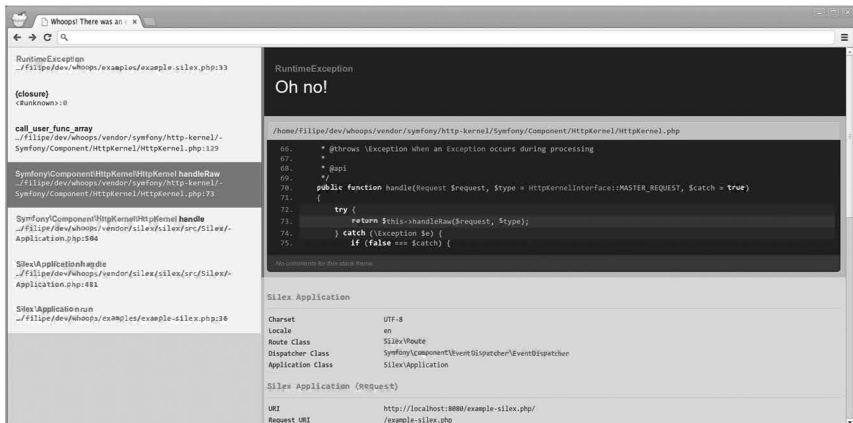 Whoops! There was an e
RuntimeException
…/filipe/dev/whoops/examples/example-silex.php:33
{closure}
<#unknown>:0
call_user_func_array
…/filipe/dev/whoops/vendor/symfony/http-kernel/-
Symfony/Component/HttpKernel/HttpKernel.php:129
Symfony\Component\HttpKernel\HttpKernel handleRaw
…/filipe/dev/whoops/vendor/symfony/http-kernel/-
Symfony/Component/HttpKernel/HttpKernel.php:73
Symfony\Component\HttpKernel\HttpKernel handle
…/filipe/dev/whoops/vendor/silex/silex/src/Silex/-
Application.php:504
Silex\Application handle
…/filipe/dev/whoops/vendor/silex/silex/src/Silex/-
Application.php:481
Silex\Application run
…/filipe/dev/whoops/examples/example-silex.php:36
RuntimeException
Oh no!
/home/filipe/dev/whoops/vendor/symfony/http-kernel/Symfony/Component/HttpKernel/HttpKernel.php
66. * @throws \Exception When an Exception occurs during processing
67. *
68. * @api
69. */
70. public function handle(Request $request, $type = HttpKernelInterface::MASTER_REQUEST, $catch = true)
71. {
72. try {
73. return $this->handleRaw($request, $type);
74. } catch (\Exception $e) {
75. if (false === $catch) {
No comments for this stack frame.
Silex Application
Charset UTF-8
Locale en
Route Class Silex\Route
Dispatcher Class Symfony\Component\EventDispatcher\EventDispatcher
Application Class Silex\Application
Silex Application (Request)
URI http://localhost:8080/example-silex.php/
Request URI /example-silex.php